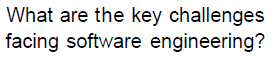 What are the key challenges
facing software engineering?